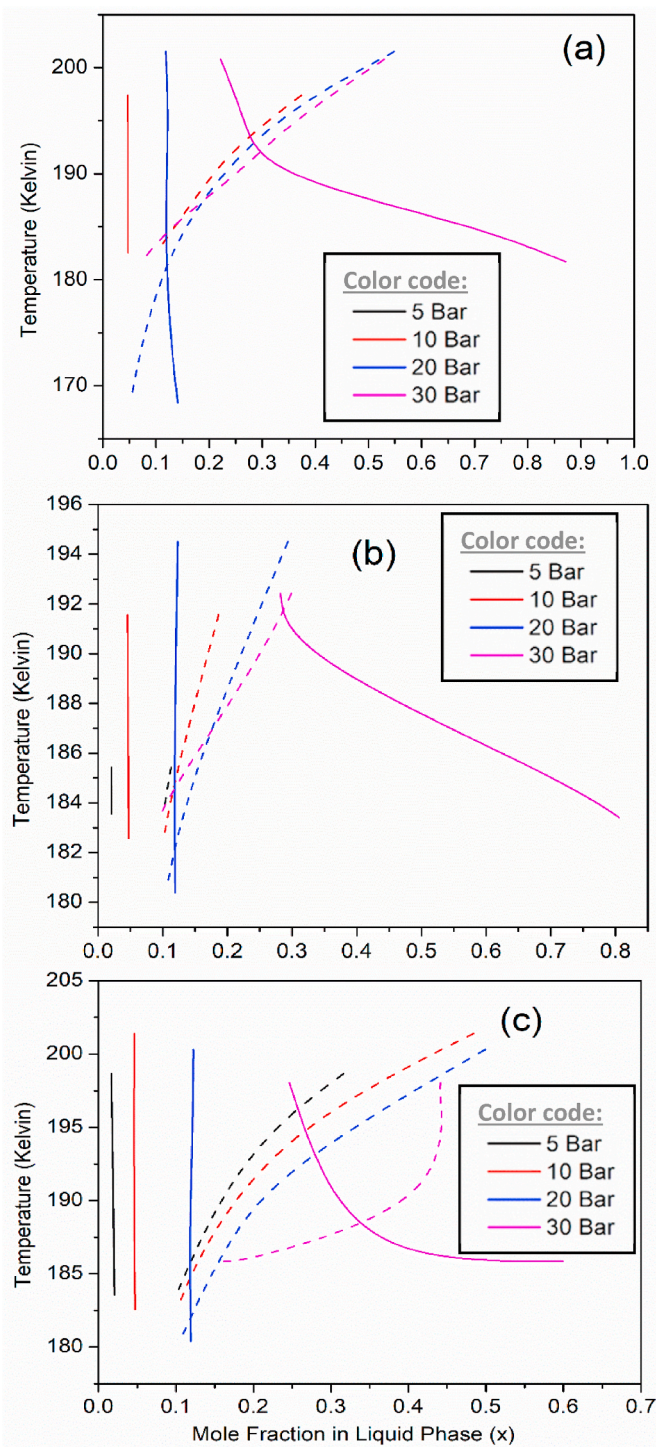 (a)
Temperature (Kelvin)
200
190
180
170
Color code:
5 Bar
10 Bar
20 Bar
30 Bar
0.0 0.1 0.2 0.3 0.4 0.5 0.6 0.7 0.8 0.9 1.0
(b)
Temperature (Kelvin)
196
194
192
190
188
186
184
182
180
Color code:
5 Bar
10 Bar
20 Bar
30 Bar
0.0 0.1 0.2 0.3 0.4 0.5 0.6 0.7 0.8
(c)
Temperature (Kelvin)
205
200
195
190
185
180
Color code:
5 Bar
10 Bar
20 Bar
30 Bar
0.0 0.1 0.2 0.3 0.4 0.5 0.6 0.7
Mole Fraction in Liquid Phase (x)